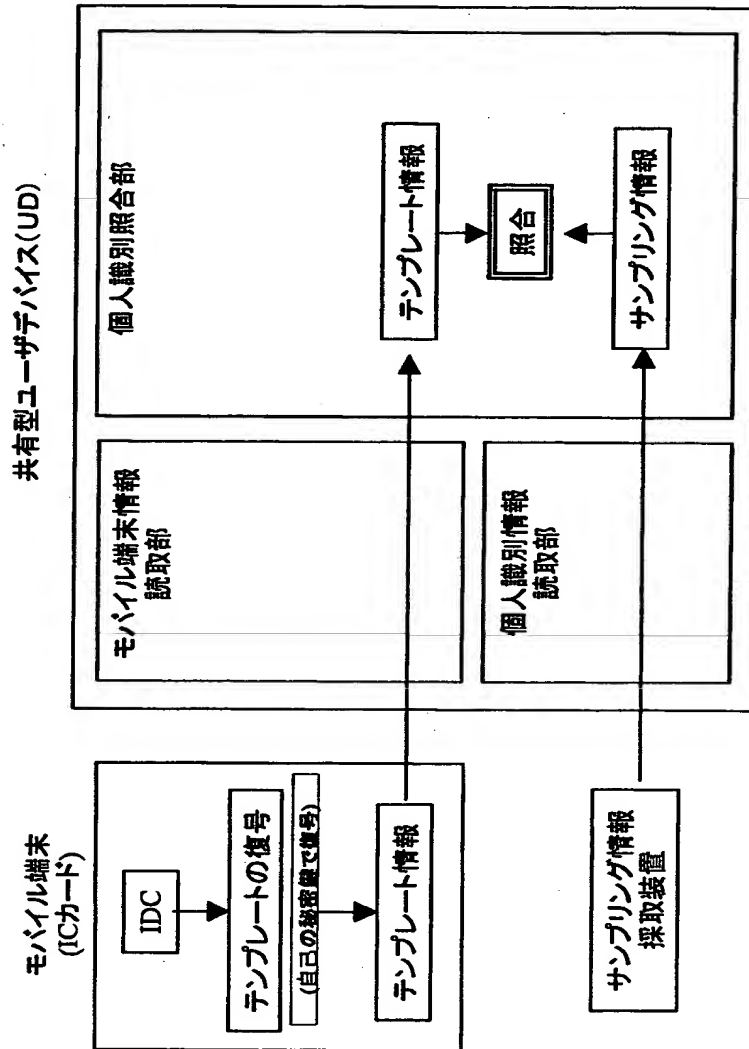 共有型ユーザデバイス(UD)
モバイル端末
(ICカード)
IDC
テンプレートの復号
(自己の秘密鍵で復号)
テンプレート情報
モバイル端末情報
読取部
個人識別照合部
テンプレート情報
照合
サンプリング情報
個人識別情報
読取部
サンプリング情報
採取装置